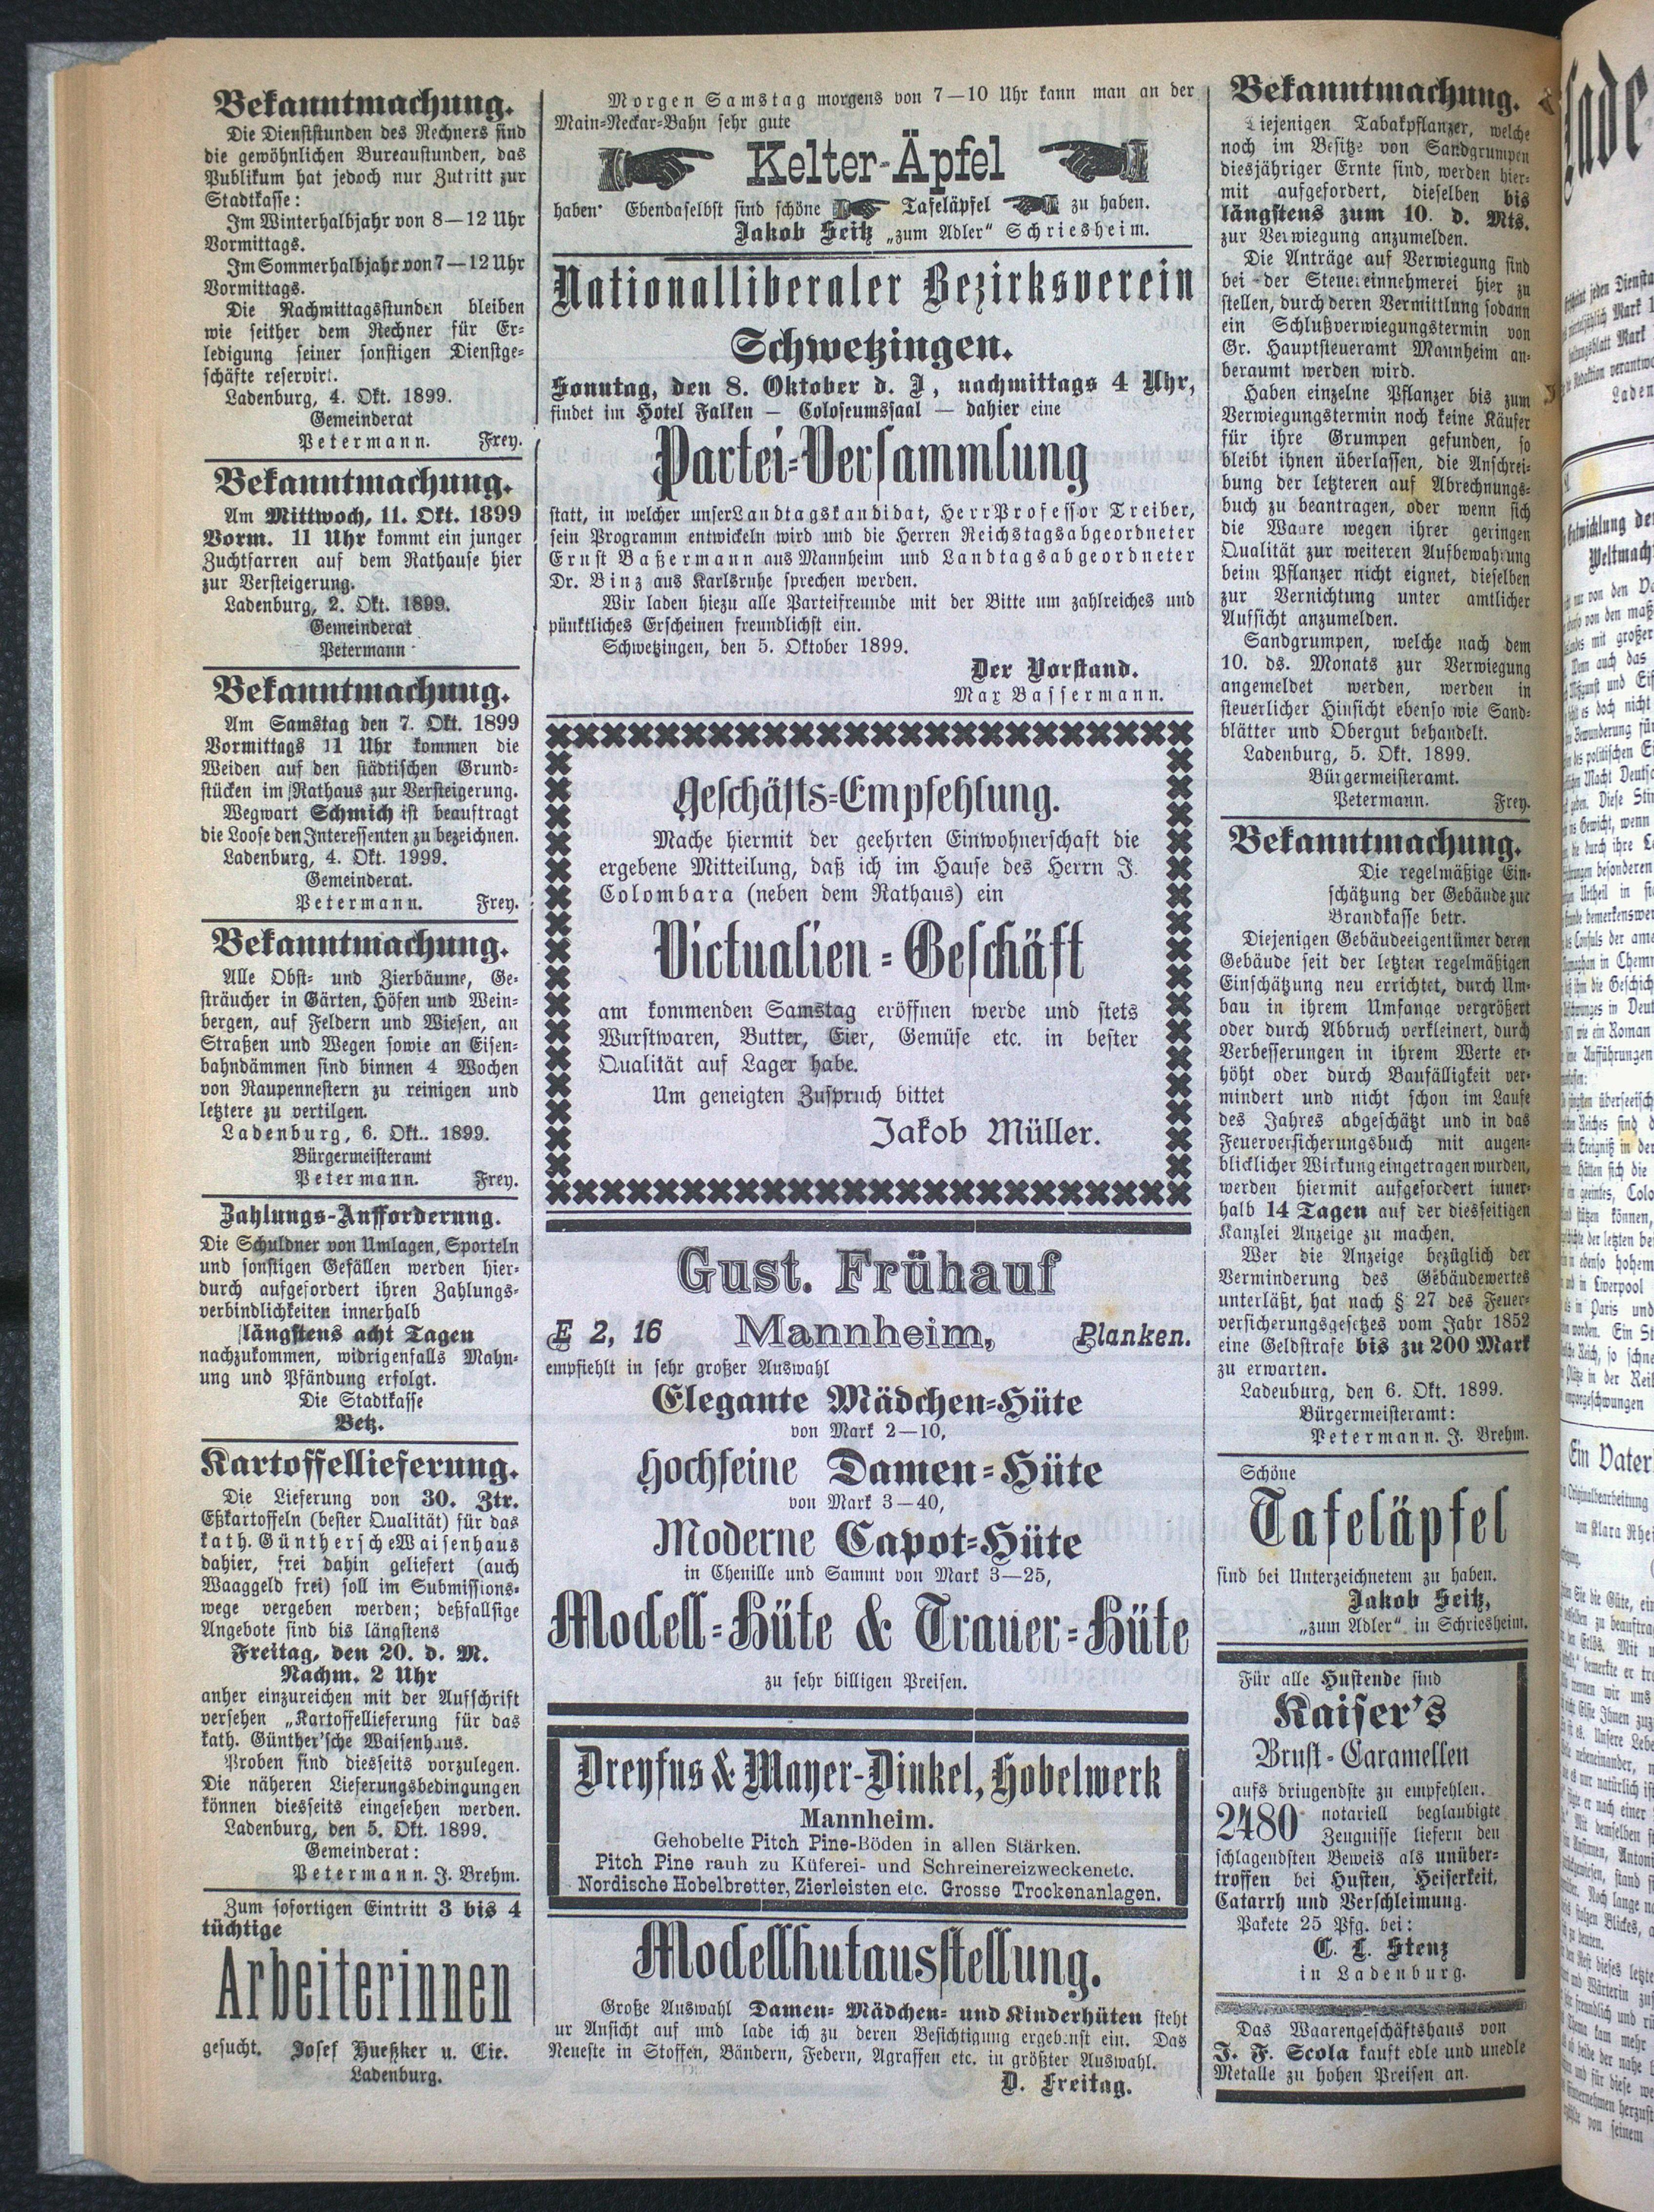 Bekanntmachung.
Die Dienststunden des Rechners sind
die gewöhnlichen Bureaustunden, das
Publikum hat jedoch nur Zutritt zur
Stadtkasse:
Im Winterhalbjahr von 8—12 Uhr
Vormittags.
Im Sommerhalbjahr von 7—12 Uhr
Vormittags.
Die Nachmittagsstunden bleiben
wie seither dem Rechner für Er-
ledigung seiner sonstigen Dienstge-
schäfte reservirt.
Ladenburg, 4. Okt. 1899.
Gemeinderat
Petermann. Frey.
Bekanntmachung.
Am Mittwoch, 11. Okt. 1899
Vorm. 11 Uhr kommt ein junger
Zuchtfarren auf dem Rathause hier
zur Versteigerung.
Ladenburg, 2. Okt. 1899.
Gemeinderat
Petermann
Bekanntmachung.
Am Samstag den 7. Okt. 1899
Vormittags 11 Uhr kommen die
Weiden auf den städtischen Grund-
stücken im Rathaus zur Versteigerung.
Wegwart Schmich ist beauftragt
die Loose den Interessenten zu bezeichnen.
Ladenburg, 4. Okt. 1999.
Gemeinderat.
Petermann. Frey.
Bekanntmachung.
Alle Obst- und Zierbäume, Ge-
sträucher in Gärten, Höfen und Wein-
bergen, auf Feldern und Wiesen, an
Straßen und Wegen sowie an Eisen-
bahndämmen sind binnen 4 Wochen
von Raupennestern zu reinigen und
letztere zu vertilgen.
Ladenburg, 6. Okt.. 1899.
Bürgermeisteramt
Petermann. Frey.
Zahlungs-Aufforderung.
Die Schuldner von Umlagen, Sporteln
und sonstigen Gefällen werden hier-
durch aufgefordert ihren Zahlungs-
verbindlichkeiten innerhalb
längstens acht Tagen
nachzukommen, widrigenfalls Mahn-
ung und Pfändung erfolgt.
Die Stadtkasse
Betz.
Kartoffellieferung.
Die Lieferung von 30. Ztr.
Eßkartoffeln (bester Qualität) für das
kath. Günthersche Waisenhaus
dahier, frei dahin geliefert (auch
Waaggeld frei) soll im Submissions-
wege vergeben werden; deßfallsige
Angebote sind bis längstens
Freitag, den 20. d. M.
Nachm. 2 Uhr
anher einzureichen mit der Aufschrift
versehen „Kartoffellieferung für das
kath. Günther'sche Waisenhaus.
Proben sind diesseits vorzulegen.
Die näheren Lieferungsbedingungen
können diesseits eingesehen werden.
Ladenburg, den 5. Okt. 1899.
Gemeinderat:
Petermann. J. Brehm.
Zum sofortigen Eintritt 3 bis 4
tüchtige
Arbeiterinnen
gesucht. Josef Hueßker u. Cie.
Ladenburg.
Morgen Samstag morgens von 7—10 Uhr kann man an der
Main-Neckar-Bahn sehr gute
Kelter-Äpfel
haben. Ebendaselbst sind schöne Tafeläpfel zu haben.
Jakob Seitz „zum Adler“ Schriesheim.
Nationalliberaler Bezirksverein
Schwetzingen.
Sonntag, den 8. Oktober d. J, nachmittags 4 Uhr,
findet im Hotel Falken — Coloseumssaal — dahier eine
Partei-Versammlung
statt, in welcher unser Landtagskandidat, Herr Professor Treiber,
sein Programm entwickeln wird und die Herren Reichstagsabgeordneter
Ernst Baßermann aus Mannheim und Landtagsabgeordneter
Dr. Binz aus Karlsruhe sprechen werden.
Wir laden hiezu alle Parteifreunde mit der Bitte um zahlreiches und
pünktliches Erscheinen freundlichst ein.
Schwetzingen, den 5. Oktober 1899.
Der Vorstand.
Max Bassermann.
Geschäfts-Empfehlung.
Mache hiermit der geehrten Einwohnerschaft die
ergebene Mitteilung, daß ich im Hause des Herrn J.
Colombara (neben dem Rathaus) ein
Victualien-Geschäft
am kommenden Samstag eröffnen werde und stets
Wurstwaren, Butter, Eier, Gemüse etc. in bester
Qualität auf Lager habe.
Um geneigten Zuspruch bittet
Jakob Müller.
Gust. Frühauf
E 2, 16 Mannheim, Planken.
empfiehlt in sehr großer Auswahl
Elegante Mädchen-Hüte
von Mark 2—10,
Hochfeine Damen-Hüte
von Mark 3—40,
Moderne Capot-Hüte
in Chenille und Sammt von Mark 3—25,
Modell-Hüte & Trauer-Hüte
zu sehr billigen Preisen.
Dreyfus & Mayer-Dinkel, Hobelwerk
Mannheim.
Gehobelte Pitch Pine-Böden in allen Stärken.
Pitch Pine rauh zu Küferei- und Schreinereizwecken etc.
Nordische Hobelbretter, Zierleisten etc. Grosse Trockenanlagen.
Modellhutausstellung.
Große Auswahl Damen- Mädchen- und Kinderhüten steht
ur Ansicht auf und lade ich zu deren Besichtigung ergebenst ein. Das
Neueste in Stoffen, Bändern, Federn, Agraffen etc. in größter Auswahl.
D. Freitag.
Bekanntmachung.
Diejenigen Tabakpflanzer, welche
noch im Besitze von Sandgrumpen
diesjähriger Ernte sind, werden hier-
mit aufgefordert, dieselben bis
längstens zum 10. d. Mts.
zur Verwiegung anzumelden.
Die Anträge auf Verwiegung sind
bei der Steuereinnehmerei hier zu
stellen, durch deren Vermittlung sodann
ein Schlußverwiegungstermin von
Gr. Hauptsteueramt Mannheim an-
beraumt werden wird.
Haben einzelne Pflanzer bis zum
Verwiegungstermin noch keine Käufer
für ihre Grumpen gefunden, so
bleibt ihnen überlassen, die Anschrei-
bung der letzteren auf Abrechnungs-
buch zu beantragen, oder wenn sich
die Waare wegen ihrer geringen
Qualität zur weiteren Aufbewahrung
beim Pflanzer nicht eignet, dieselben
zur Vernichtung unter amtlicher
Aufsicht anzumelden.
Sandgrumpen, welche nach dem
10. ds. Monats zur Verwiegung
angemeldet werden, werden in
steuerlicher Hinsicht ebenso wie Sand-
blätter und Obergut behandelt.
Ladenburg, 5. Okt. 1899.
Bürgermeisteramt.
Petermann. Frey.
Bekanntmachung.
Die regelmäßige Ein-
schätzung der Gebäude zur
Brandkasse betr.
Diejenigen Gebäudeeigentümer deren
Gebäude seit der letzten regelmäßigen
Einschätzung neu errichtet, durch Um-
bau in ihrem Umfange vergrößert
oder durch Abbruch verkleinert, durch
Verbesserungen in ihrem Werte er-
höht oder durch Baufälligkeit ver-
mindert und nicht schon im Laufe
des Jahres abgeschätzt und in das
Feuerversicherungsbuch mit augen-
blicklicher Wirkung eingetragen wurden,
werden hiermit aufgefordert inner-
halb 14 Tagen auf der diesseitigen
Kanzlei Anzeige zu machen.
Wer die Anzeige bezüglich der
Verminderung des Gebäudewertes
unterläßt, hat nach § 27 des Feuer-
versicherungsgesetzes vom Jahr 1852
eine Geldstrafe bis zu 200 Mark
zu erwarten.
Ladenburg, den 6. Okt. 1899.
Bürgermeisteramt:
Petermann. J. Brehm.
Schöne
Tafeläpfel
sind bei Unterzeichnetem zu haben.
Jakob Seitz,
„zum Adler“ in Schriesheim.
Für alle Hustende sind
Kaiser's
Brust-Caramellen
aufs dringendste zu empfehlen.
2480 notariell beglaubigte
Zeugnisse liefern den
schlagendsten Beweis als unüber-
troffen bei Husten, Heiserkeit,
Catarrh und Verschleimung.
Pakete 25 Pfg. bei:
C. L. Stenz
in Ladenburg.
Das Waarengeschäftshaus von
J. F. Scola kauft edle und unedle
Metalle zu hohen Preisen an.